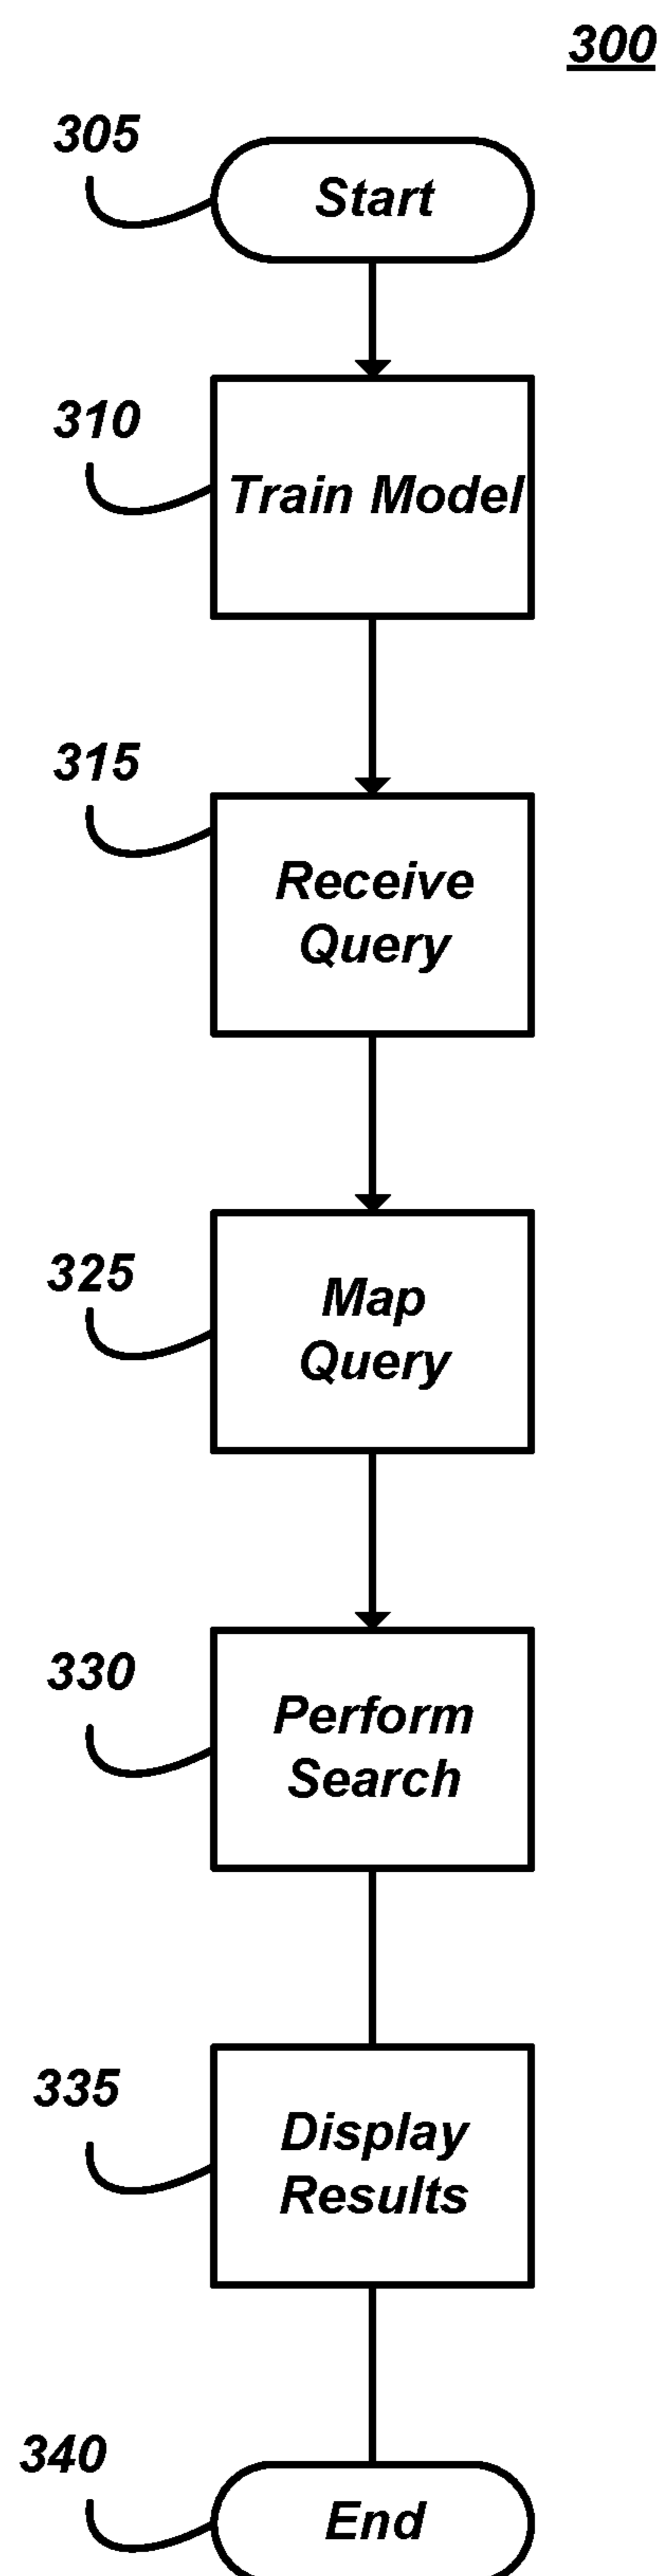 300
305
Start
310
Train Model
315
Receive
Query
325
Map
Query
330
Perform
Search
335
Display
Results
340
End